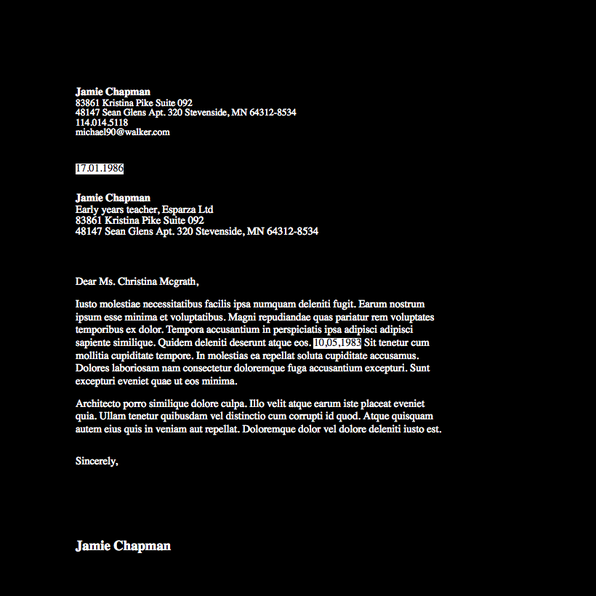 Jamie Chapman
83861 Kristina Pike Suite 092
48147 Sean Glens Apt. 320 Stevenside, MN 64312-8534
114.014.5118
michael90@walker.com
17.01.1986
Jamie Chapman
Early years teacher, Esparza Ltd
83861 Kristina Pike Suite 092
48147 Sean Glens Apt. 320 Stevenside, MN 64312-8534
Dear Ms. Christina Mcgrath,
Iusto molestiae necessitatibus facilis ipsa numquam deleniti fugit. Earum nostrum
ipsum esse minima et voluptatibus. Magni repudiandae quas pariatur rem voluptates
temporibus ex dolor. Tempora accusantium in perspiciatis ipsa adipisci adipisci
sapiente similique. Quidem deleniti deserunt atque eos. 10,05,1983 Sit tenetur cum
mollitia cupiditate tempore. In molestias ea repellat soluta cupiditate accusamus.
Dolores laboriosam nam consectetur doloremque fuga accusantium excepturi. Sunt
excepturi eveniet quae ut eos minima.
Architecto porro similique dolore culpa. Illo velit atque earum iste placeat eveniet
quia. Ullam tenetur quibusdam vel distinctio cum corrupti id quod. Atque quisquam
autem eius quis in veniam aut repellat. Doloremque dolor vel dolore deleniti iusto est.
Sincerely,
Jamie Chapman